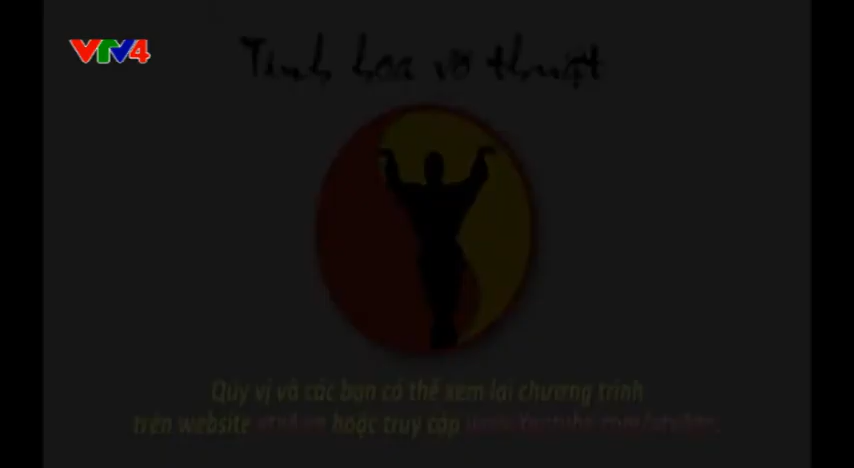 VTV4
Tinh hoa võ thuật
Qúy vị và các bạn có thể xem lại chương trình
trên website hoặc truy cập